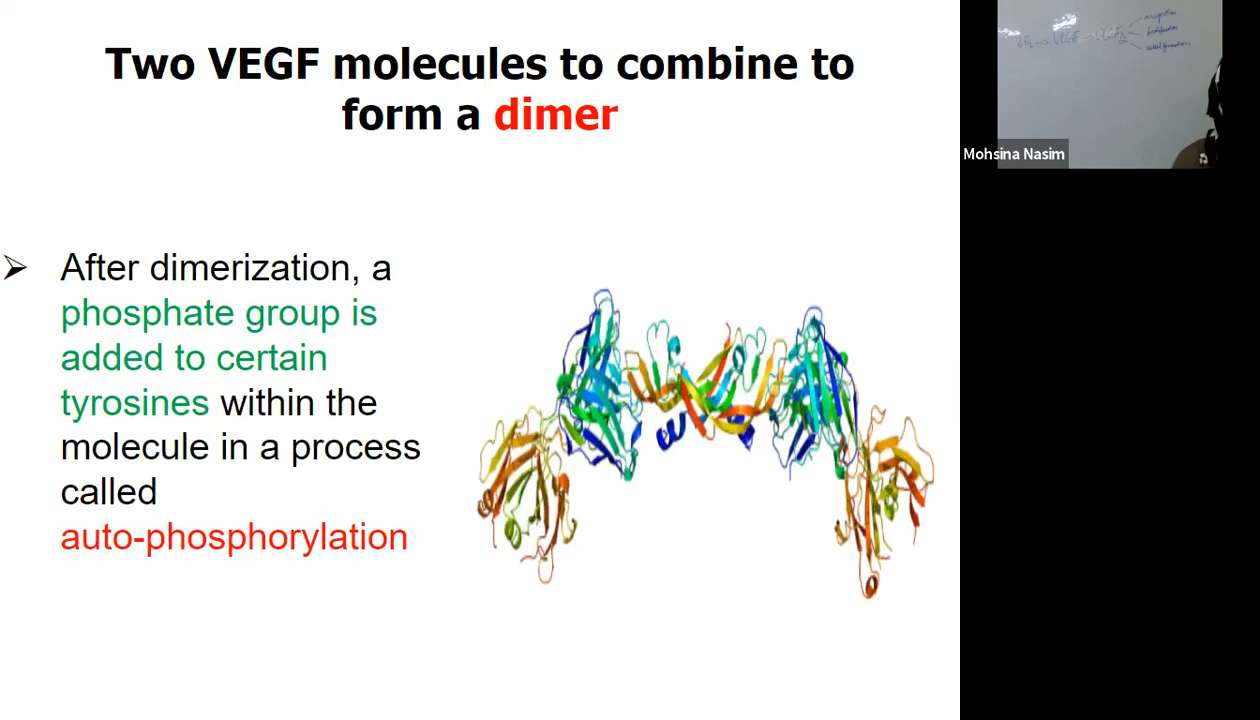 Two VEGF molecules to combine to
form a dimer
➢ After dimerization, a
phosphate group is
added to certain
tyrosines within the
molecule in a process
called
auto-phosphorylation
Mohsina Nasim